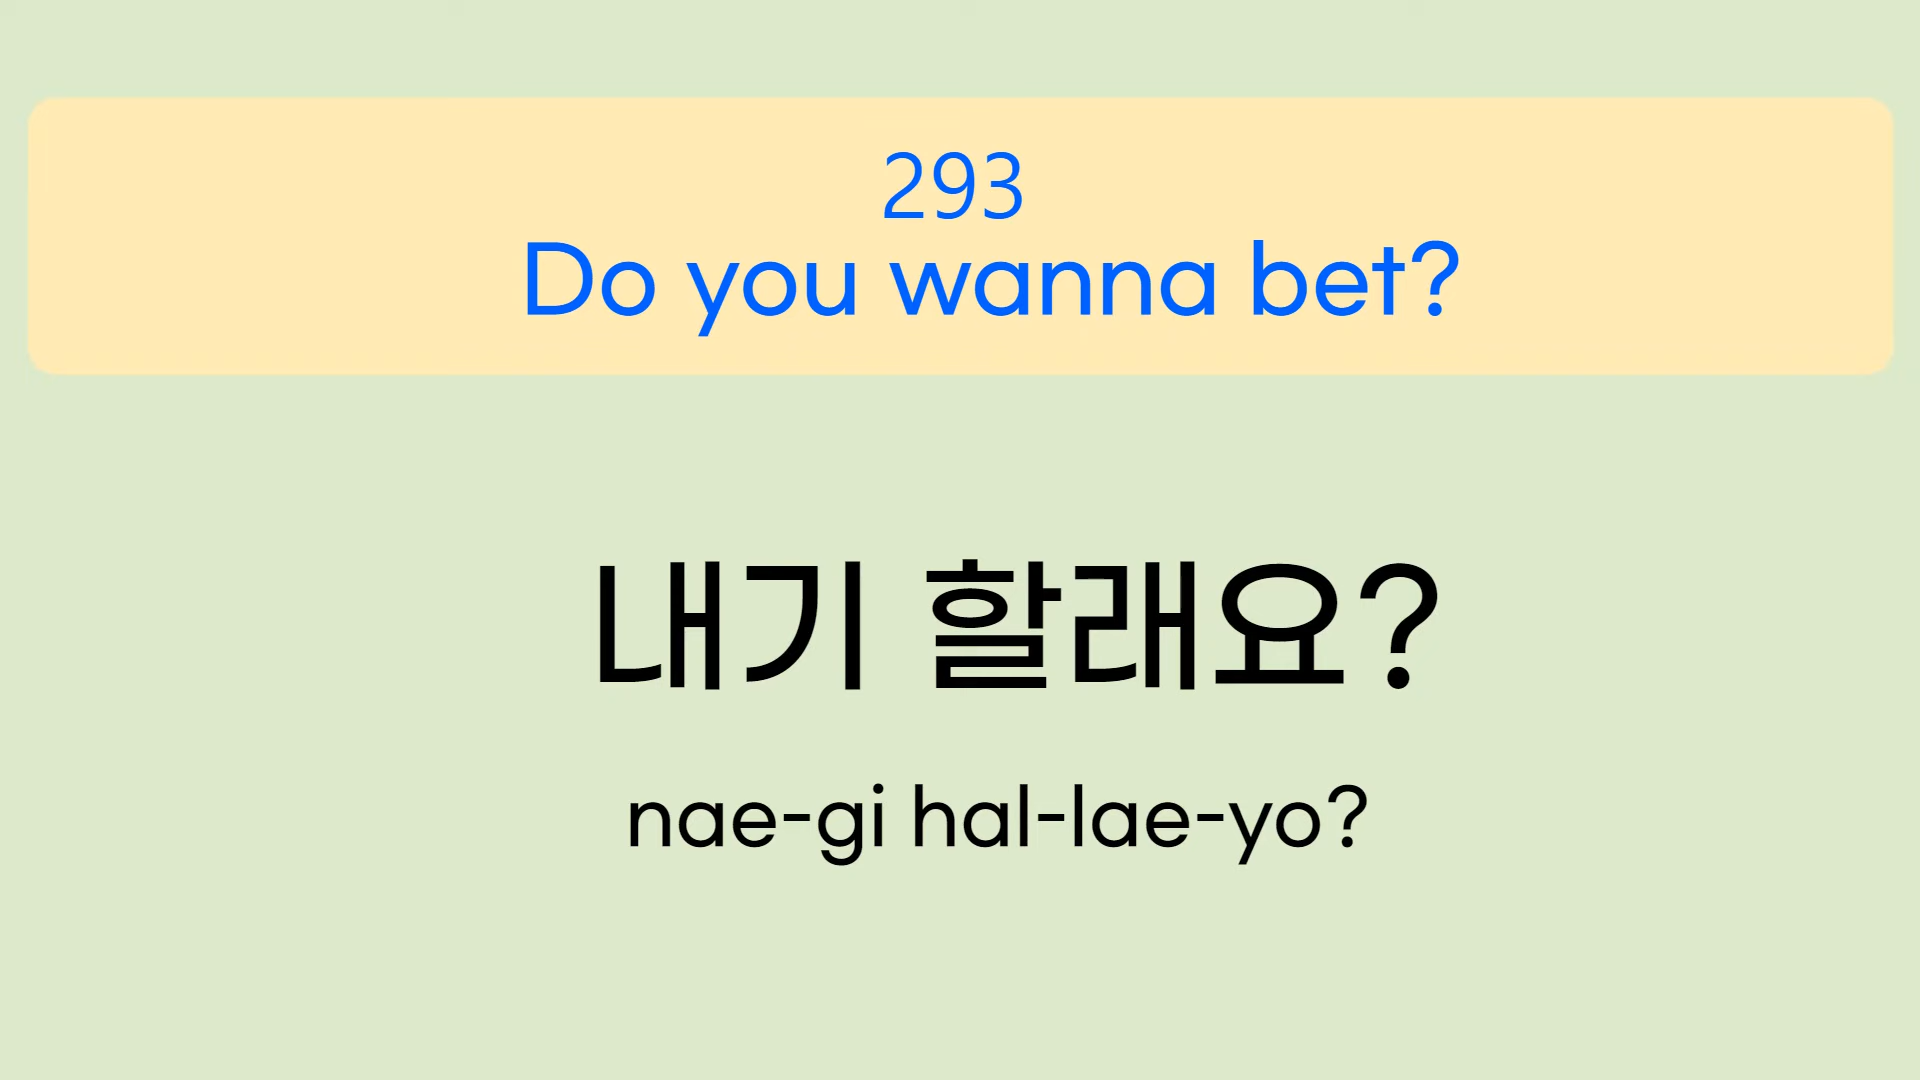 293
Do you wanna bet?
내기 할래요?
nae-gi hal-lae-yo?